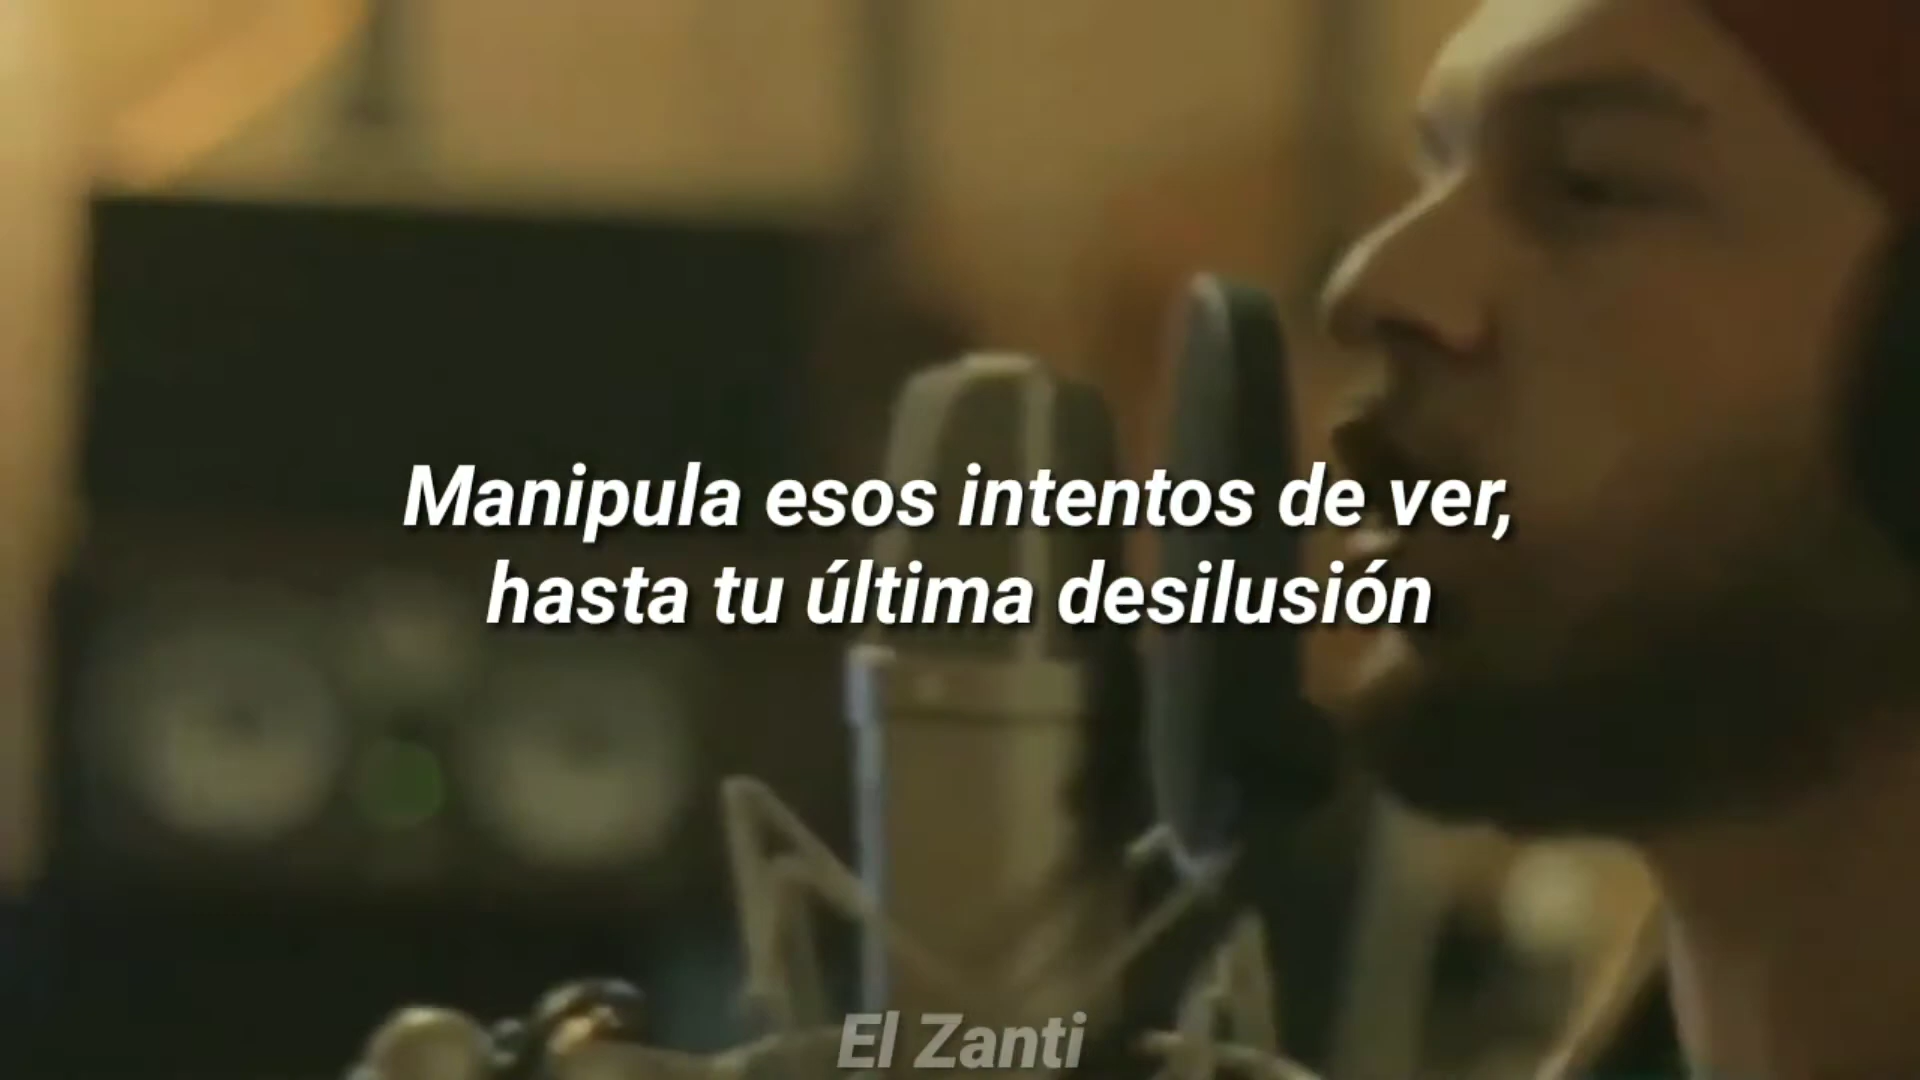 Manipula esos intentos de ver,
hasta tu última desilusión
El Zanti